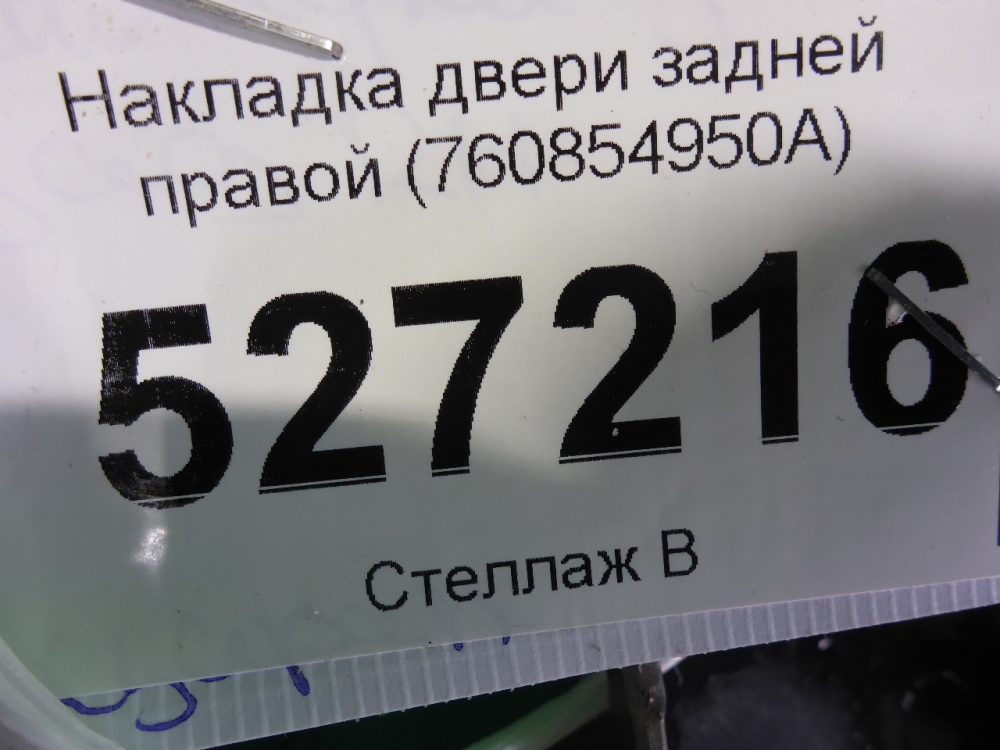 Накладка двери задней
правой (760854950A)
527216
Стеллаж В